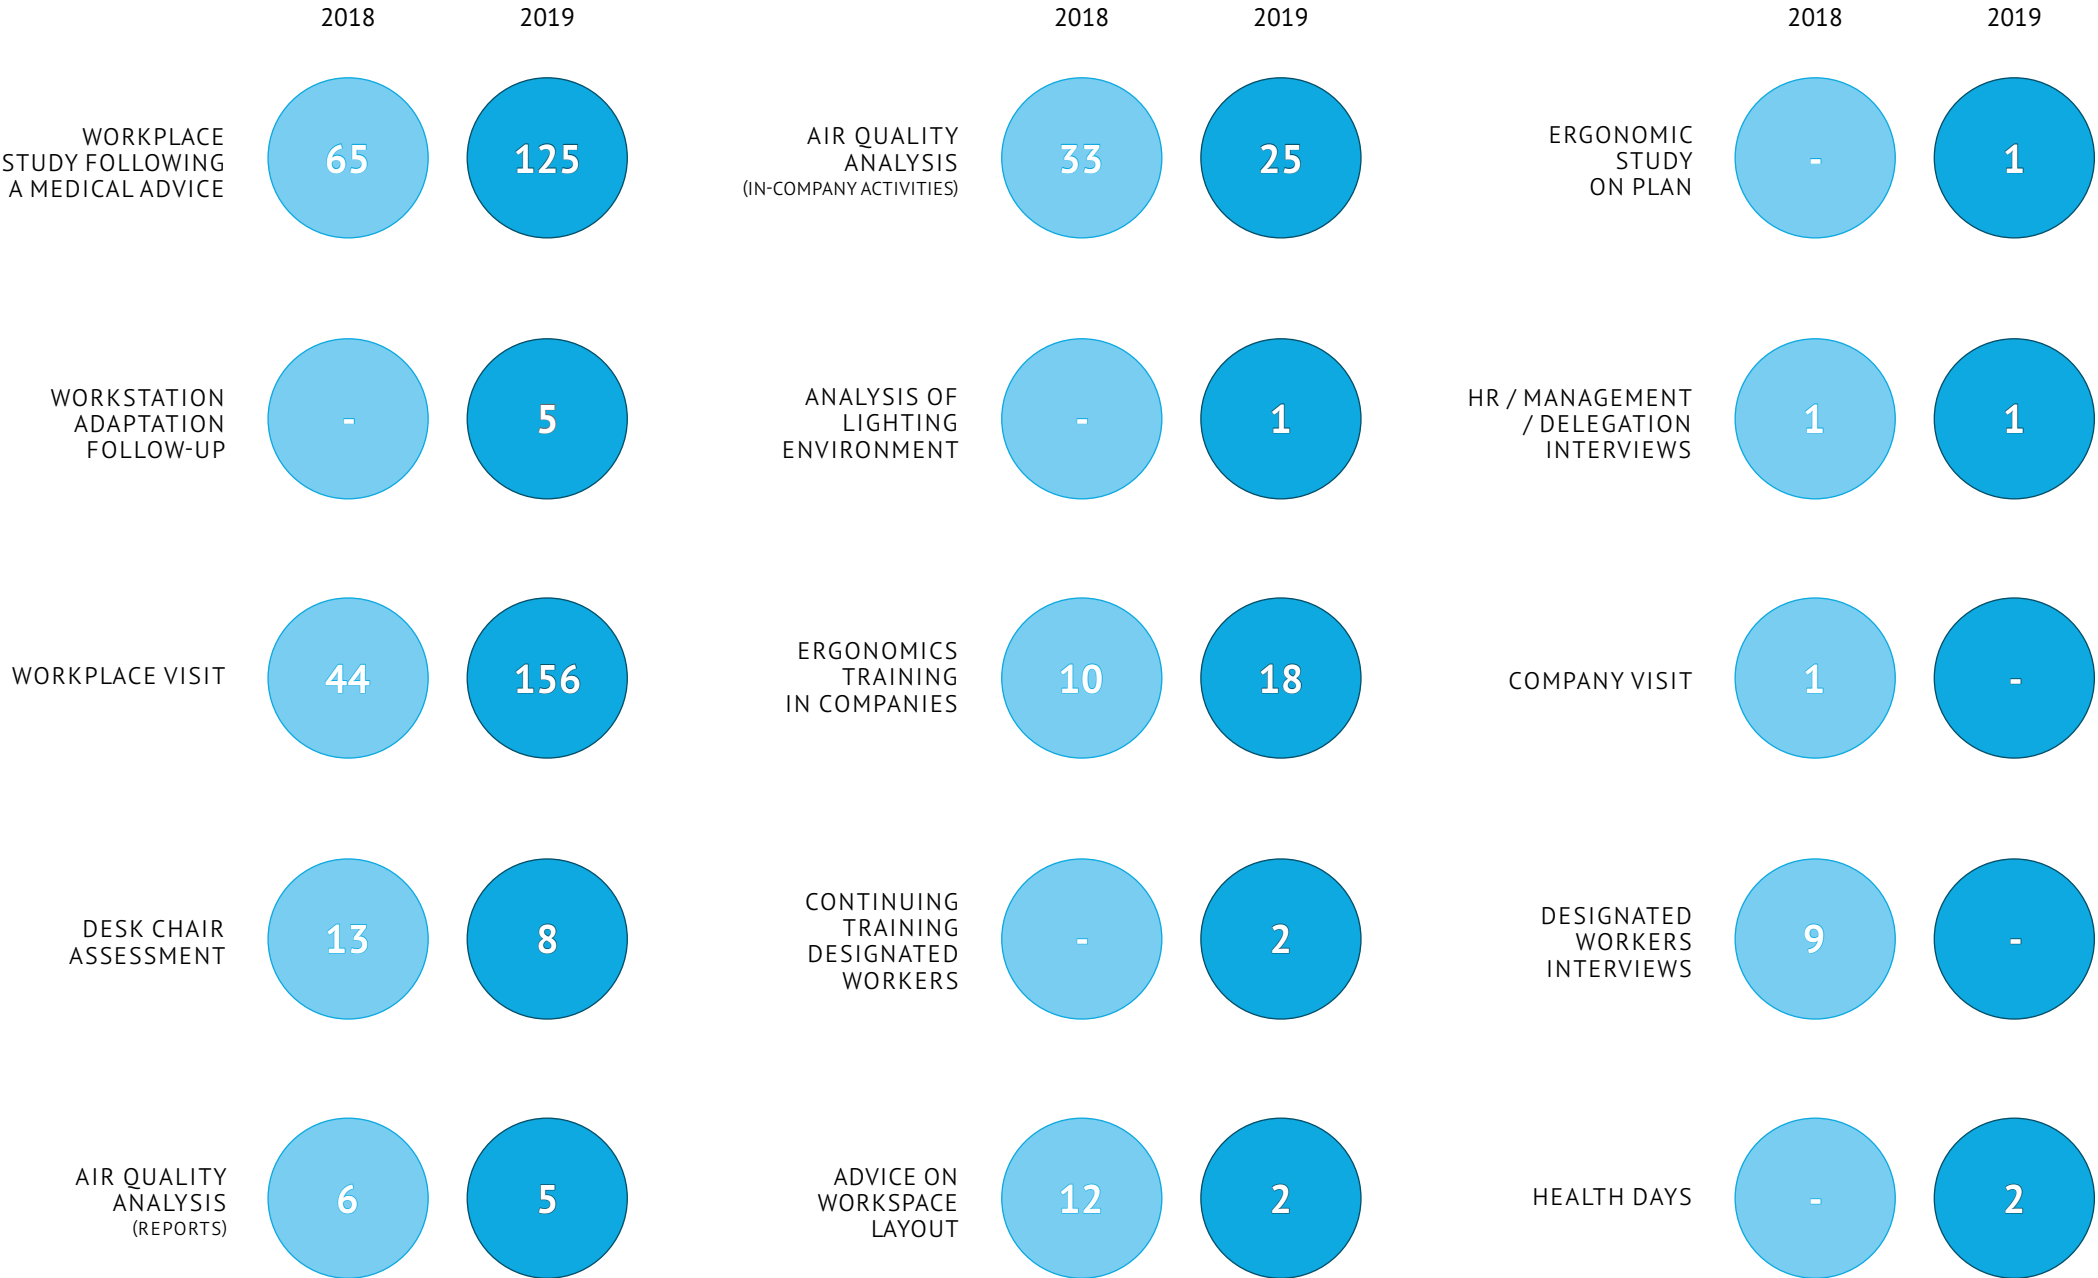 2018 2019
WORKPLACE
STUDY FOLLOWING
A MEDICAL ADVICE
65 125
WORKSTATION
ADAPTATION
FOLLOW-UP
- 5
WORKPLACE VISIT
44 156
DESK CHAIR
ASSESSMENT
13 8
AIR QUALITY
ANALYSIS
(REPORTS)
6 5
2018 2019
AIR QUALITY
ANALYSIS
(IN-COMPANY ACTIVITIES)
33 25
ANALYSIS OF
LIGHTING
ENVIRONMENT
- 1
ERGONOMICS
TRAINING
IN COMPANIES
10 18
CONTINUING
TRAINING
DESIGNATED
WORKERS
- 2
ADVICE ON
WORKSPACE
LAYOUT
12 2
2018 2019
ERGONOMIC
STUDY
ON PLAN
- 1
HR / MANAGEMENT
/ DELEGATION
INTERVIEWS
1 1
COMPANY VISIT
1 -
DESIGNATED
WORKERS
INTERVIEWS
9 -
HEALTH DAYS
- 2